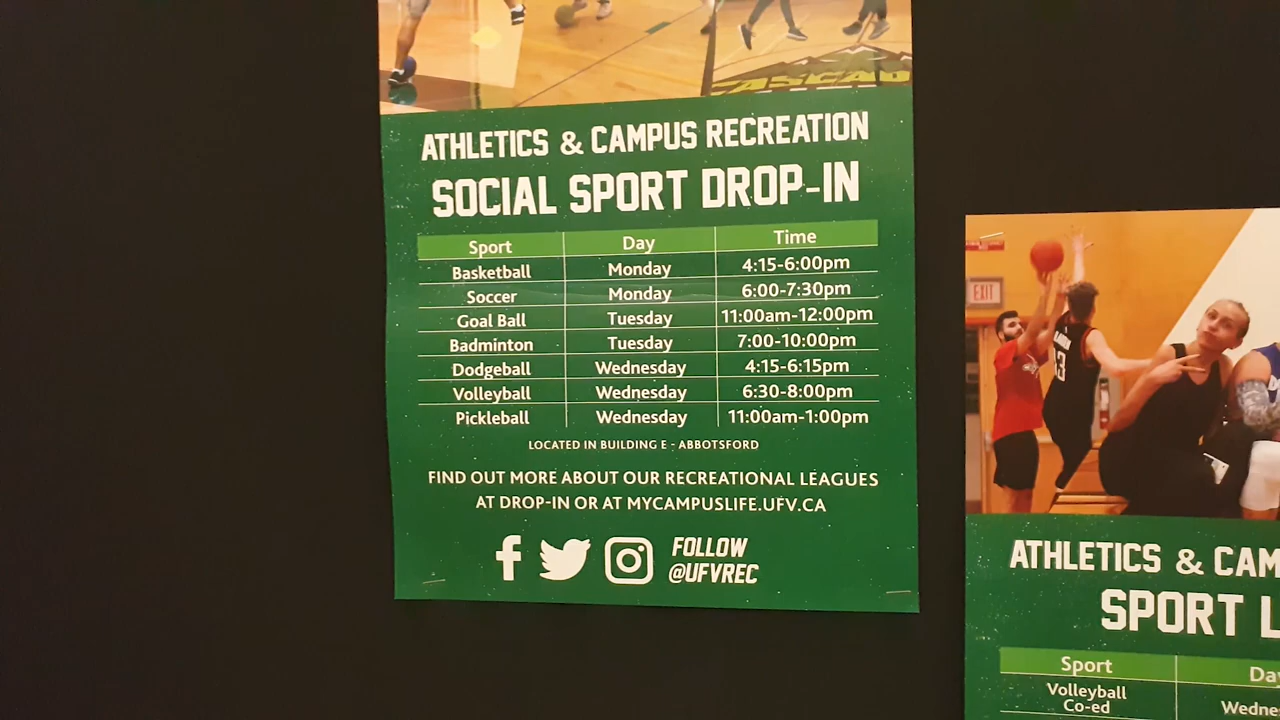 ATHLETICS & CAMPUS RECREATION
SOCIAL SPORT DROP-IN
Sport Day Time
Basketball Monday 4:15-6:00pm
Soccer Monday 6:00-7:30pm
Goal Ball Tuesday 11:00am-12:00pm
Badminton Tuesday 7:00-10:00pm
Dodgeball Wednesday 4:15-6:15pm
Volleyball Wednesday 6:30-8:00pm
Pickleball Wednesday 11:00am-1:00pm
LOCATED IN BUILDING E - ABBOTSFORD
FIND OUT MORE ABOUT OUR RECREATIONAL LEAGUES
AT DROP-IN OR AT MYCAMPUSLIFE.UFV.CA
FOLLOW
@UFVREC
EXIT
ATHLETICS & CAM
SPORT L
Sport Da
Volleyball
Co-ed Wedne